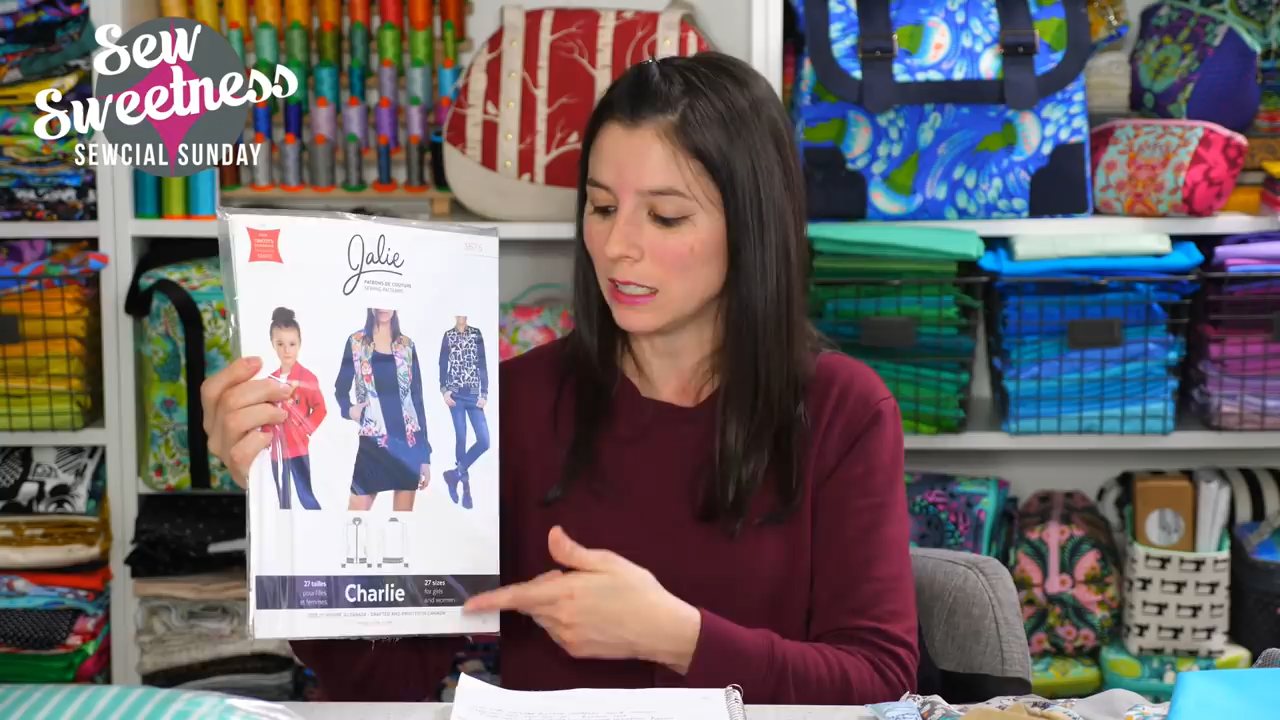 Sew
Sweetness
SEWCIAL SUNDAY
Jalie
PATRONS DE COUTURE
SEWING PATTERNS
27 tailles
pour filles
et femmes
Charlie
27 sizes
for girls
and women